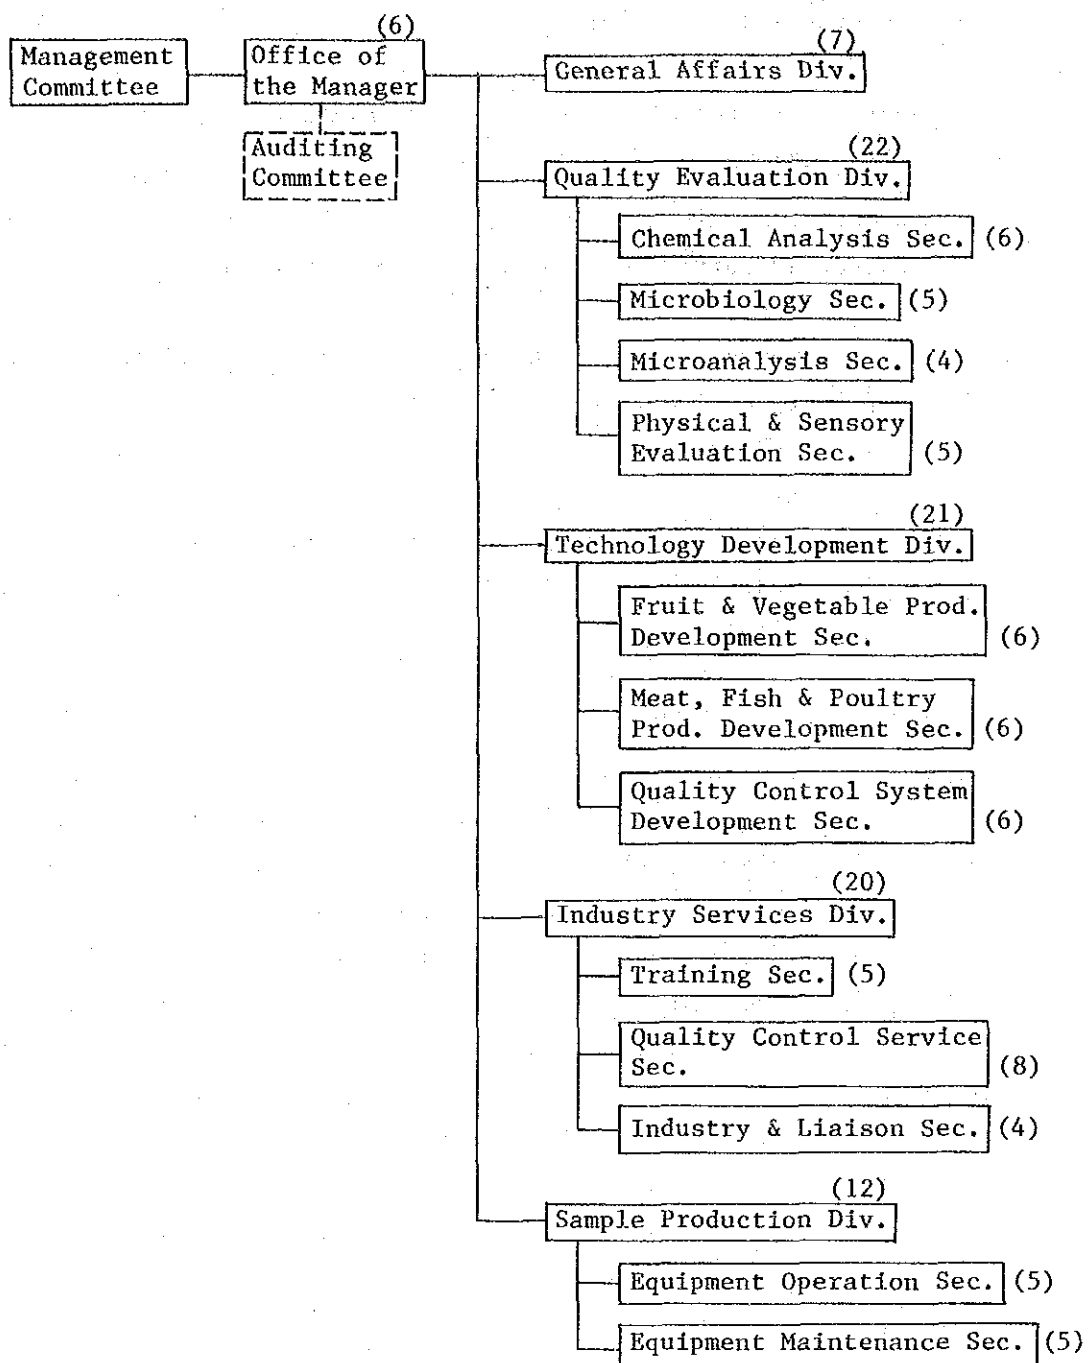 (6)
Management
Committee
Office of
the Manager
Auditing
Committee
(7)
General Affairs Div.
(22)
Quality Evaluation Div.
Chemical Analysis Sec. (6)
Microbiology Sec. (5)
Microanalysis Sec. (4)
Physical & Sensory
Evaluation Sec. (5)
(21)
Technology Development Div.
Fruit & Vegetable Prod.
Development Sec. (6)
Meat, Fish & Poultry
Prod. Development Sec. (6)
Quality Control System
Development Sec. (6)
(20)
Industry Services Div.
Training Sec. (5)
Quality Control Service
Sec. (8)
Industry & Liaison Sec. (4)
(12)
Sample Production Div.
Equipment Operation Sec. (5)
Equipment Maintenance Sec. (5)